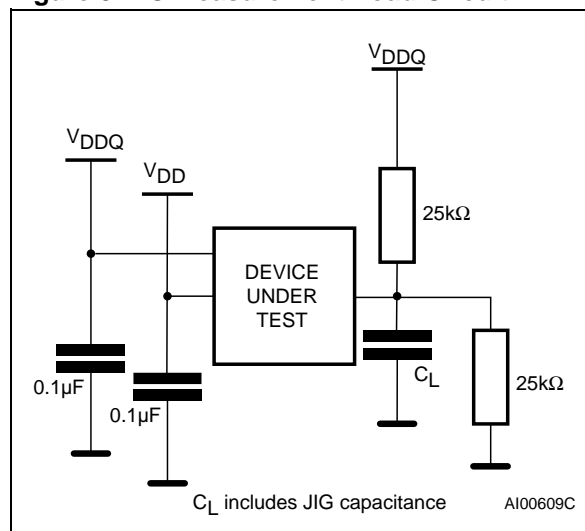 VDDQ
VDDQ
VDD
25kΩ
DEVICE
UNDER
TEST
0.1µF
0.1µF
CL
25kΩ
CL includes JIG capacitance
AI00609C